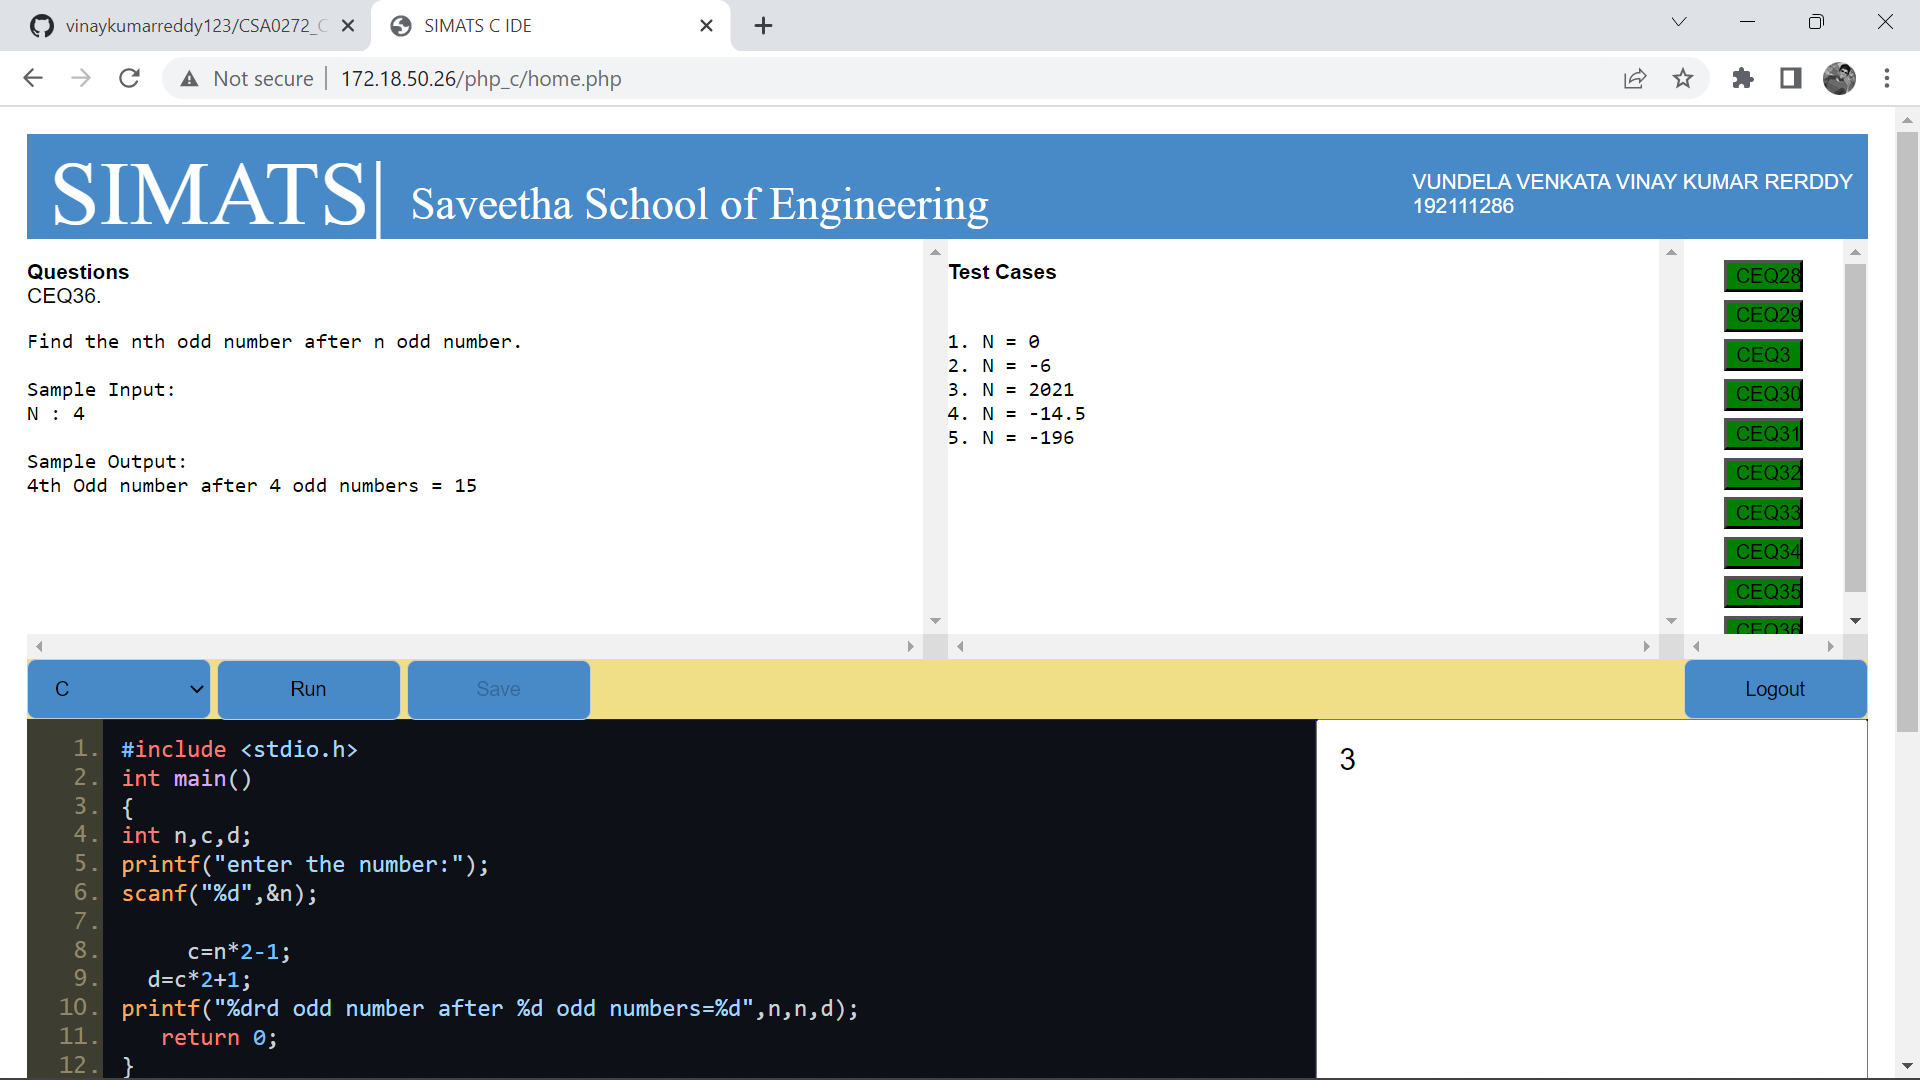 vinaykumarreddy123/CSA0272_C
SIMATS C IDE
Not secure
172.18.50.26/php_c/home.php
SIMATS| Saveetha School of Engineering
VUNDELA VENKATA VINAY KUMAR RERDDY
192111286
Questions
CEQ36.
Find the nth odd number after n odd number.
Sample Input:
N : 4
Sample Output:
4th Odd number after 4 odd numbers = 15
Test Cases
1. N = 0
2. N = -6
3. N = 2021
4. N = -14.5
5. N = -196
CEQ28
CEQ29
CEQ3
CEQ30
CEQ31
CEQ32
CEQ33
CEQ34
CEQ35
CEQ36
C
Run
Save
Logout
1. #include <stdio.h>
2. int main()
3. {
4. int n,c,d;
5. printf("enter the number:");
6. scanf("%d",&n);
7.
8. c=n*2-1;
9. d=c*2+1;
10. printf("%drd odd number after %d odd numbers=%d",n,n,d);
11. return 0;
12. }
3